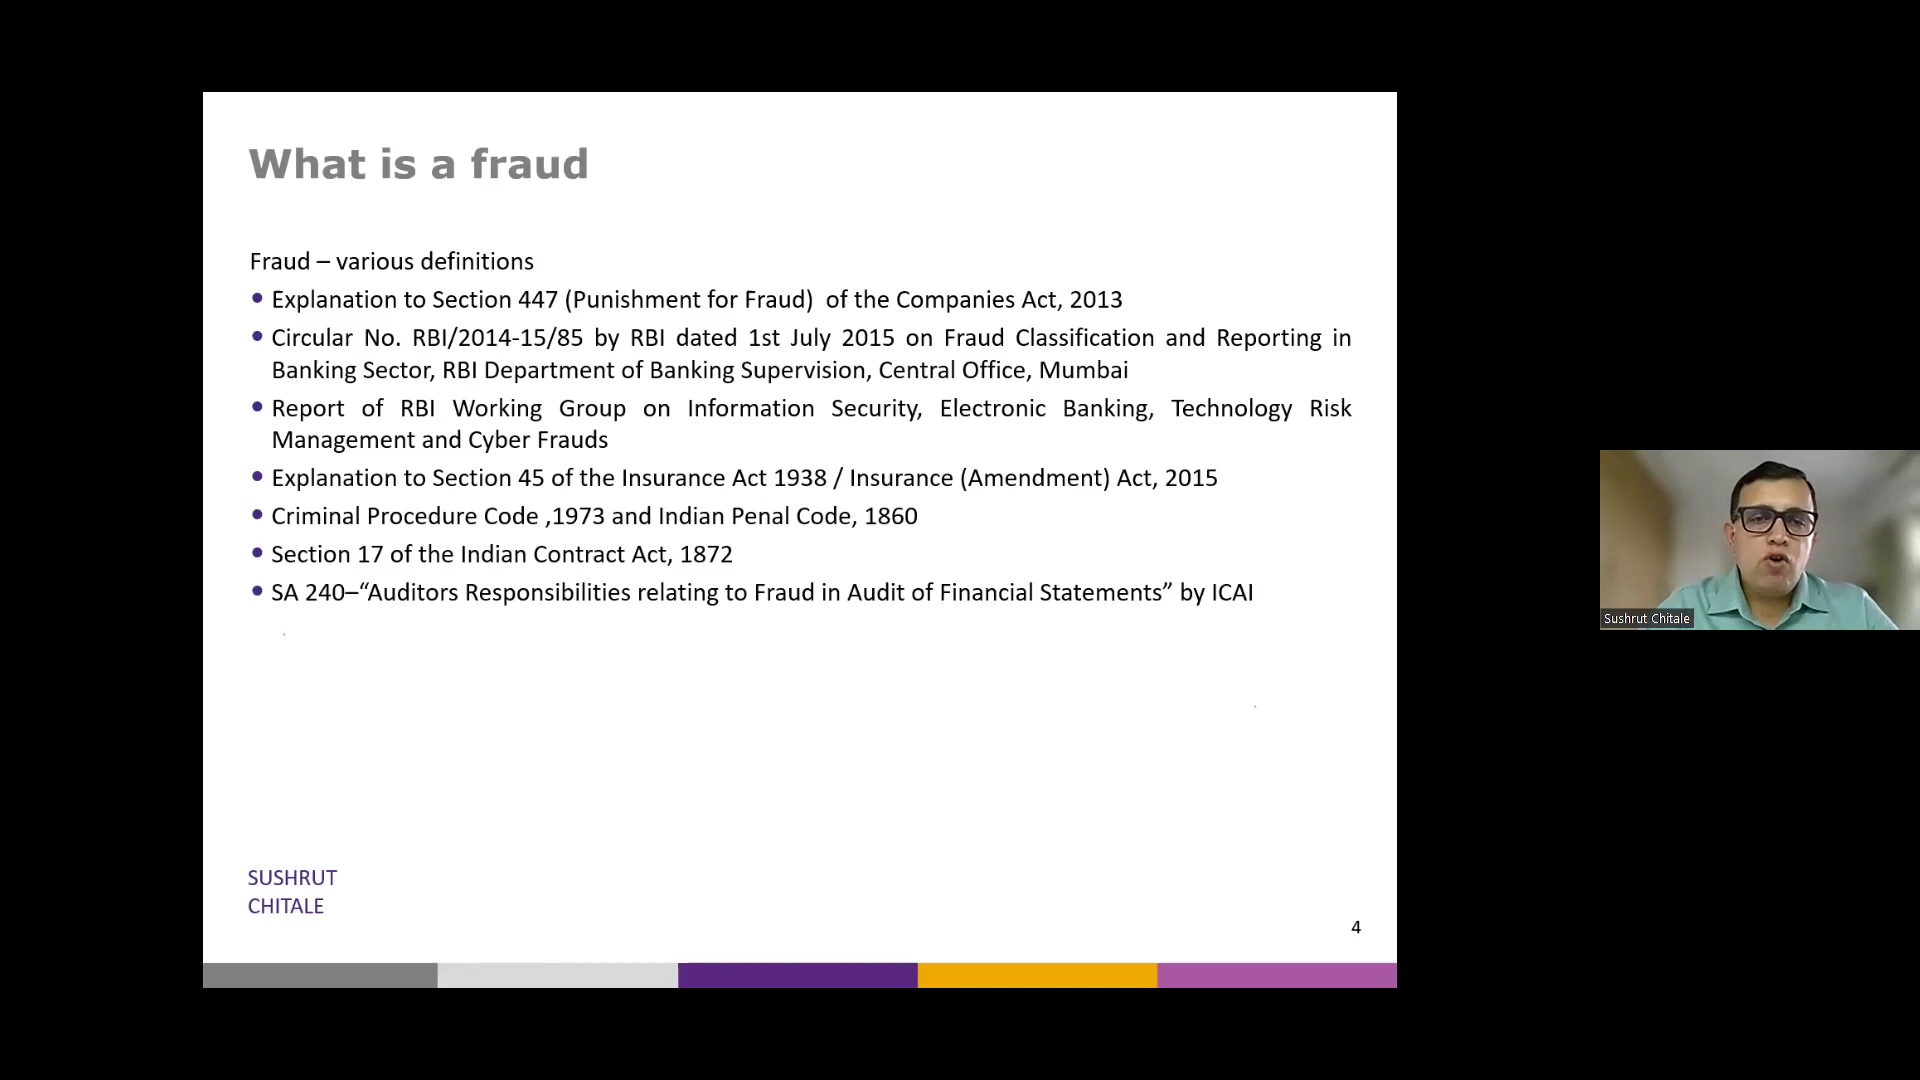 What is a fraud
Fraud – various definitions
• Explanation to Section 447 (Punishment for Fraud)  of the Companies Act, 2013
• Circular No. RBI/2014-15/85 by RBI dated 1st July 2015 on Fraud Classification and Reporting in
Banking Sector, RBI Department of Banking Supervision, Central Office, Mumbai
• Report of RBI Working Group on Information Security, Electronic Banking, Technology Risk
Management and Cyber Frauds
• Explanation to Section 45 of the Insurance Act 1938 / Insurance (Amendment) Act, 2015
• Criminal Procedure Code ,1973 and Indian Penal Code, 1860
• Section 17 of the Indian Contract Act, 1872
• SA 240–“Auditors Responsibilities relating to Fraud in Audit of Financial Statements” by ICAI
Sushrut Chitale
SUSHRUT
CHITALE
4